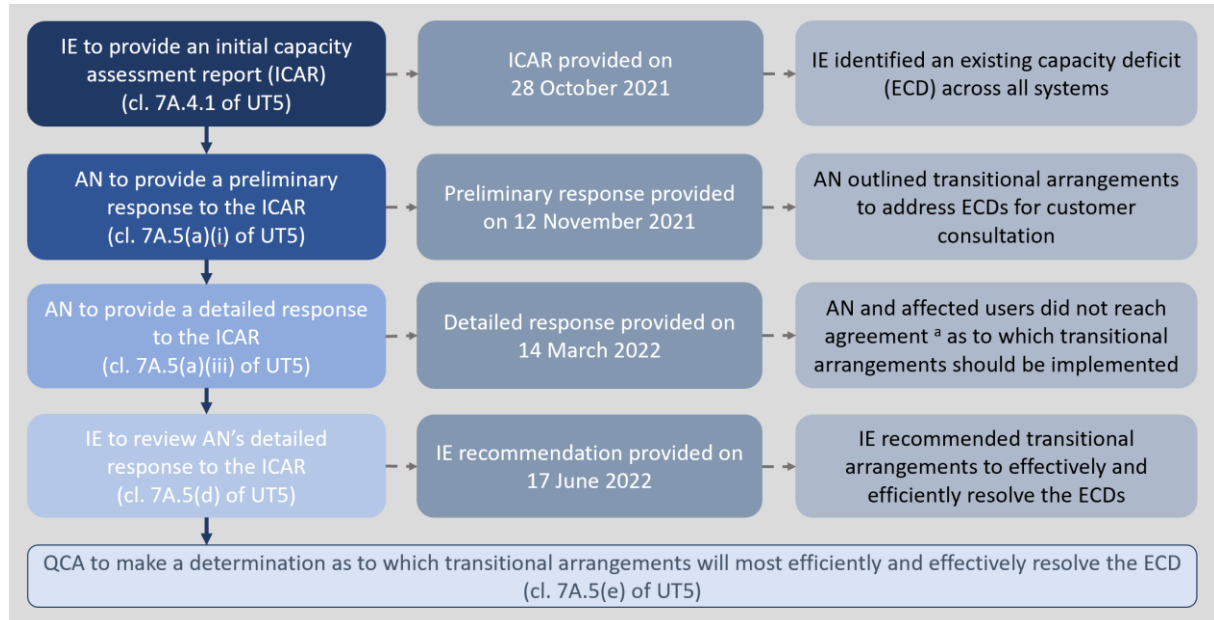 IE to provide an initial capacity
assessment report (ICAR)
(cl. 7A.4.1 of UT5)
ICAR provided on
28 October 2021
IE identified an existing capacity deficit
(ECD) across all systems
AN to provide a preliminary
response to the ICAR
(cl. 7A.5(a)(i) of UT5)
Preliminary response provided
on 12 November 2021
AN outlined transitional arrangements
to address ECDs for customer
consultation
AN to provide a detailed response
to the ICAR
(cl. 7A.5(a)(iii) of UT5)
Detailed response provided on
14 March 2022
AN and affected users did not reach
agreement ᵃ as to which transitional
arrangements should be implemented
IE to review AN’s detailed
response to the ICAR
(cl. 7A.5(d) of UT5)
IE recommendation provided on
17 June 2022
IE recommended transitional
arrangements to effectively and
efficiently resolve the ECDs
QCA to make a determination as to which transitional arrangements will most efficiently and effectively resolve the ECD
(cl. 7A.5(e) of UT5)